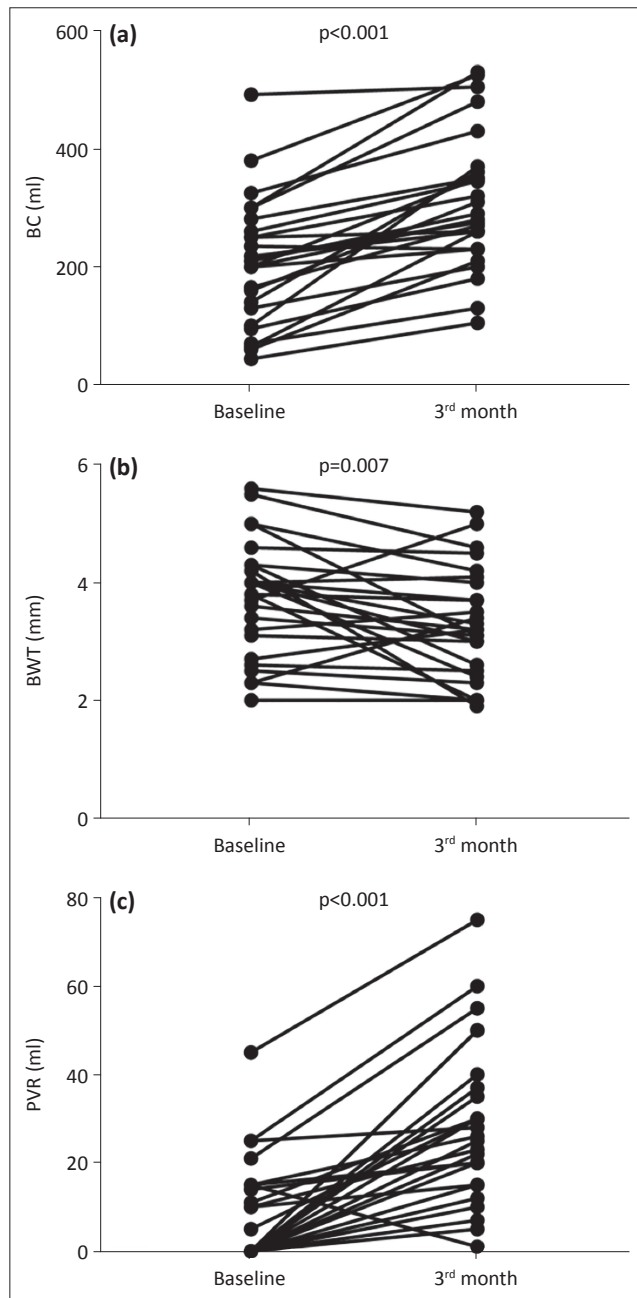 (a) p<0.001
600
400
200
0
BC (ml)
Baseline 3rd month
(b) p=0.007
6
4
2
0
BWT (mm)
Baseline 3rd month
(c) p<0.001
80
60
40
20
0
PVR (ml)
Baseline 3rd month